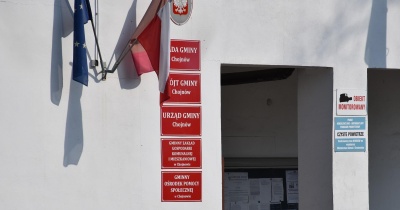 ADA GMINY
Chojnów
ÓJT GMINY
Chojnów
URZĄD GMINY
Chojnów
GMINNY ZAKŁAD
GOSPODARKI
KOMUNALNEJ
I MIESZKANIOWEJ
w Chojnowie
GMINNY
OŚRODEK POMOCY
SPOŁECZNEJ
w Chojnowie
OBIEKT
MONITOROWANY
CZYSTE POWIETRZE